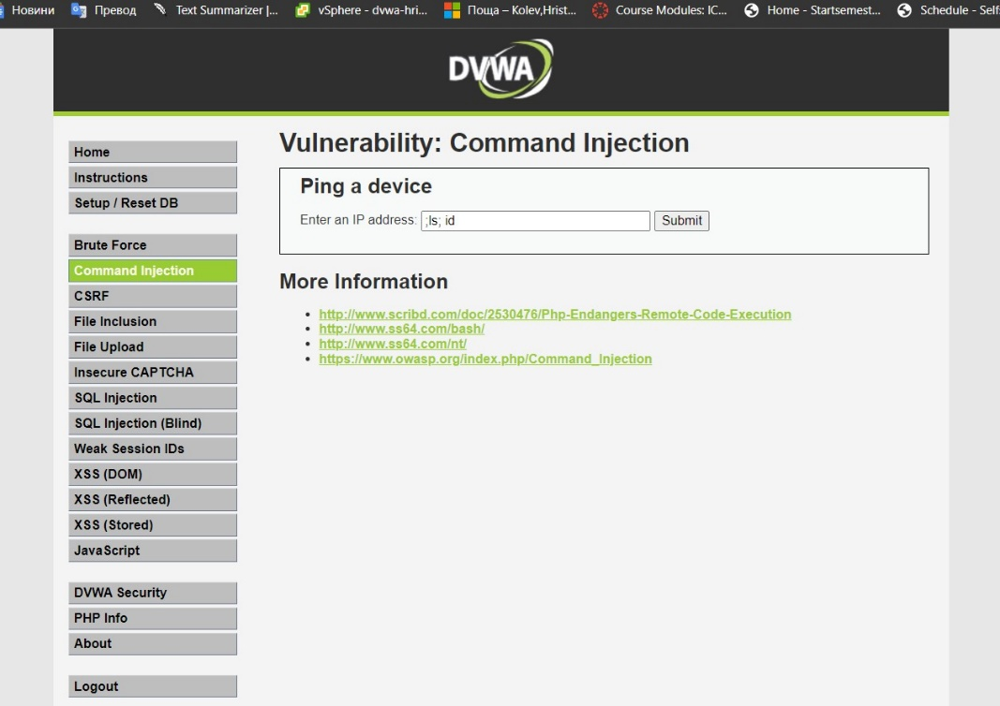 Новини Превод Text Summarizer |... vSphere - dvwa-hri... Поща – Kolev,Hrist... Course Modules: IC... Home - Startsemest... Schedule - Self
DVWA
Home
Instructions
Setup / Reset DB
Brute Force
Command Injection
CSRF
File Inclusion
File Upload
Insecure CAPTCHA
SQL Injection
SQL Injection (Blind)
Weak Session IDs
XSS (DOM)
XSS (Reflected)
XSS (Stored)
JavaScript
DVWA Security
PHP Info
About
Logout
Vulnerability: Command Injection
Ping a device
Enter an IP address: ;ls; id Submit
More Information
• http://www.scribd.com/doc/2530476/Php-Endangers-Remote-Code-Execution
• http://www.ss64.com/bash/
• http://www.ss64.com/nt/
• https://www.owasp.org/index.php/Command_Injection